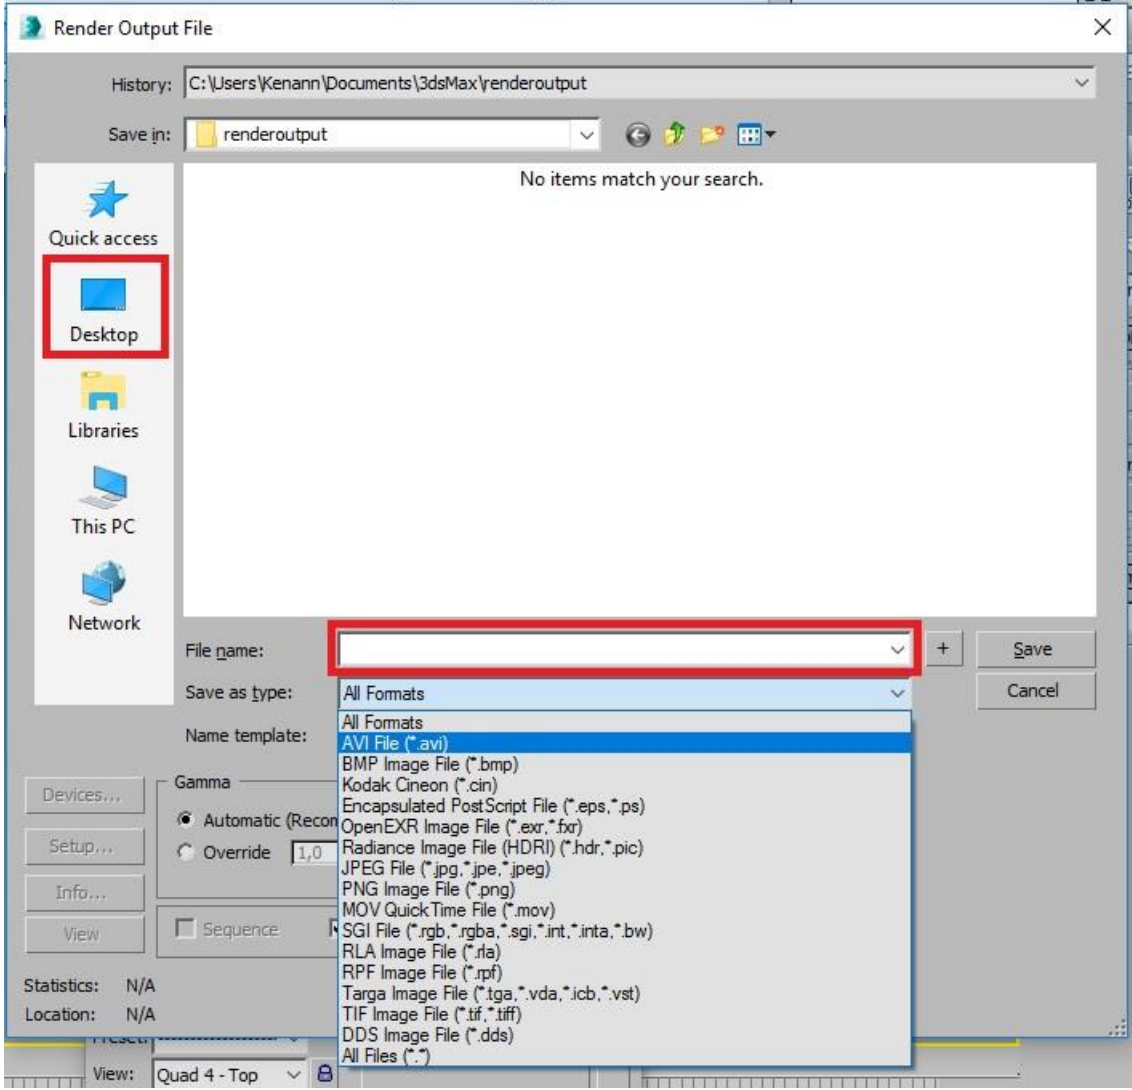 Render Output File
History: C:\Users\Kenann\Documents\3dsMax\renderoutput
Save in: renderoutput
No items match your search.
Quick access
Desktop
Libraries
This PC
Network
File name: + Save
Save as type: All Formats Cancel
Name template:
All Formats
AVI File (*.avi)
BMP Image File (*.bmp)
Kodak Cineon (*.cin)
Encapsulated PostScript File (*.eps,*.ps)
OpenEXR Image File (*.exr,*.fxr)
Radiance Image File (HDRI) (*.hdr,*.pic)
JPEG File (*.jpg,*.jpe,*.jpeg)
PNG Image File (*.png)
MOV QuickTime File (*.mov)
SGI File (*.rgb,*.rgba,*.sgi,*.int,*.inta,*.bw)
RLA Image File (*.rla)
RPF Image File (*.rpf)
Targa Image File (*.tga,*.vda,*.icb,*.vst)
TIF Image File (*.tif,*.tiff)
DDS Image File (*.dds)
All Files (*.*)
Devices...
Setup...
Info...
View
Gamma
Automatic (Recom
Override 1,0
Sequence
Statistics: N/A
Location: N/A
View: Quad 4 - Top